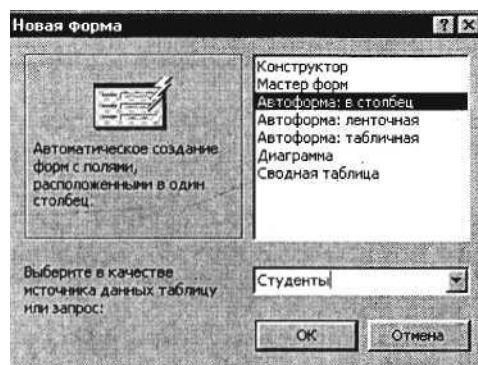 Новая форма
Конструктор
Мастер форм
Автоформа: в столбец
Автоформа: ленточная
Автоформа: табличная
Диаграмма
Сводная таблица
Автоматическое создание
форм с полями,
расположенными в один
столбец.
Выберите в качестве
источника данных таблицу
или запрос:
Студенты
ОК
Отмена